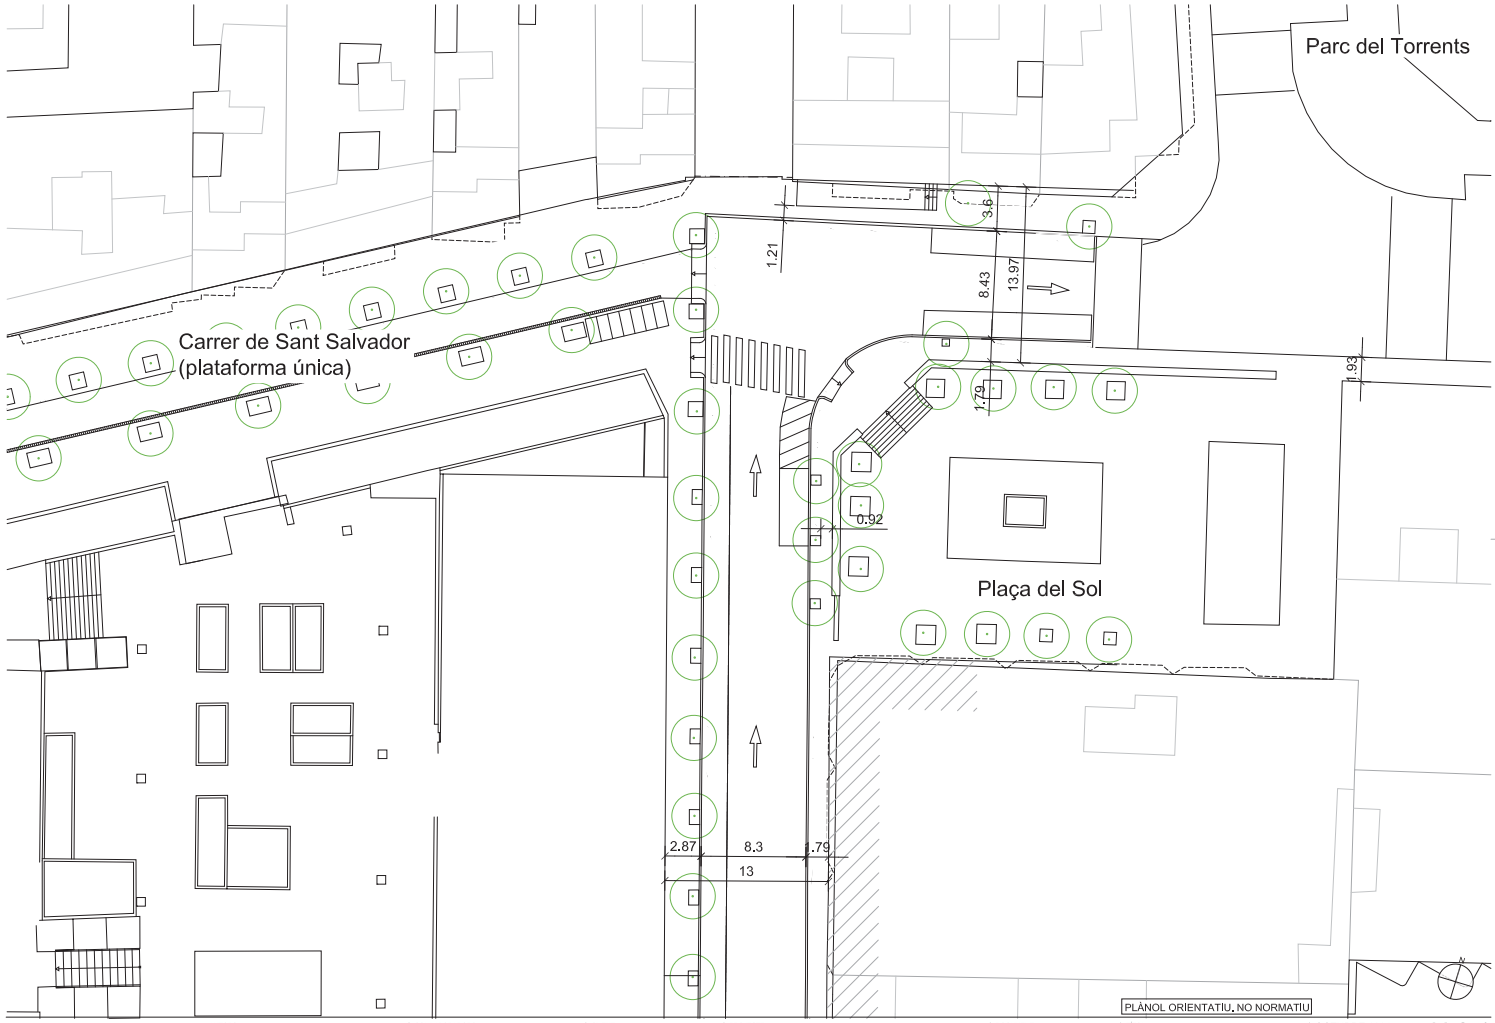 Parc del Torrents
3.6
1.21
8.43
13.97
Carrer de Sant Salvador
(plataforma única)
1.93
1.79
0.92
Plaça del Sol
2.87
8.3
1.79
13
N
PLÀNOL ORIENTATIU, NO NORMATIU